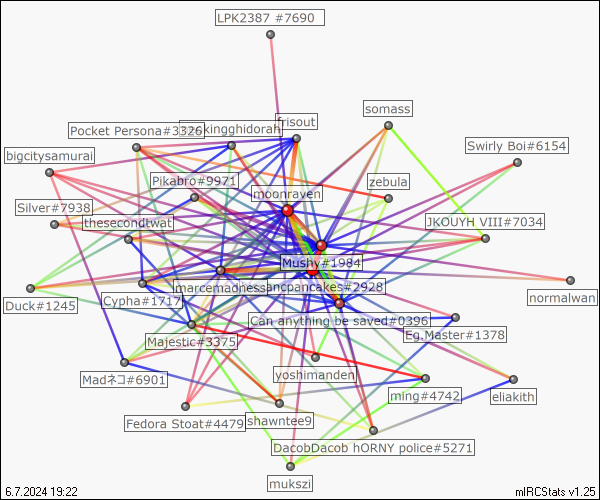 LPK2387 #7690
somass
frisout
Pocket Persona#3326
kingghidorah
Swirly Boi#6154
bigcitysamurai
Pikabro#9971
zebula
moonraven
Silver#7938
thesecondtwat
JKOUYH VIII#7034
Mushy#1984
marcemadness
ancpancakes#2928
normalwan
Duck#1245
Cypha#1717
Can anything be saved#0396
Eg.Master#1378
Majestic#3375
yoshimanden
Madネコ#6901
ming#4742
eliakith
Fedora Stoat#4479
shawntee9
DacobDacob hORNY police#5271
mukszi
6.7.2024 19:22
mIRCStats v1.25